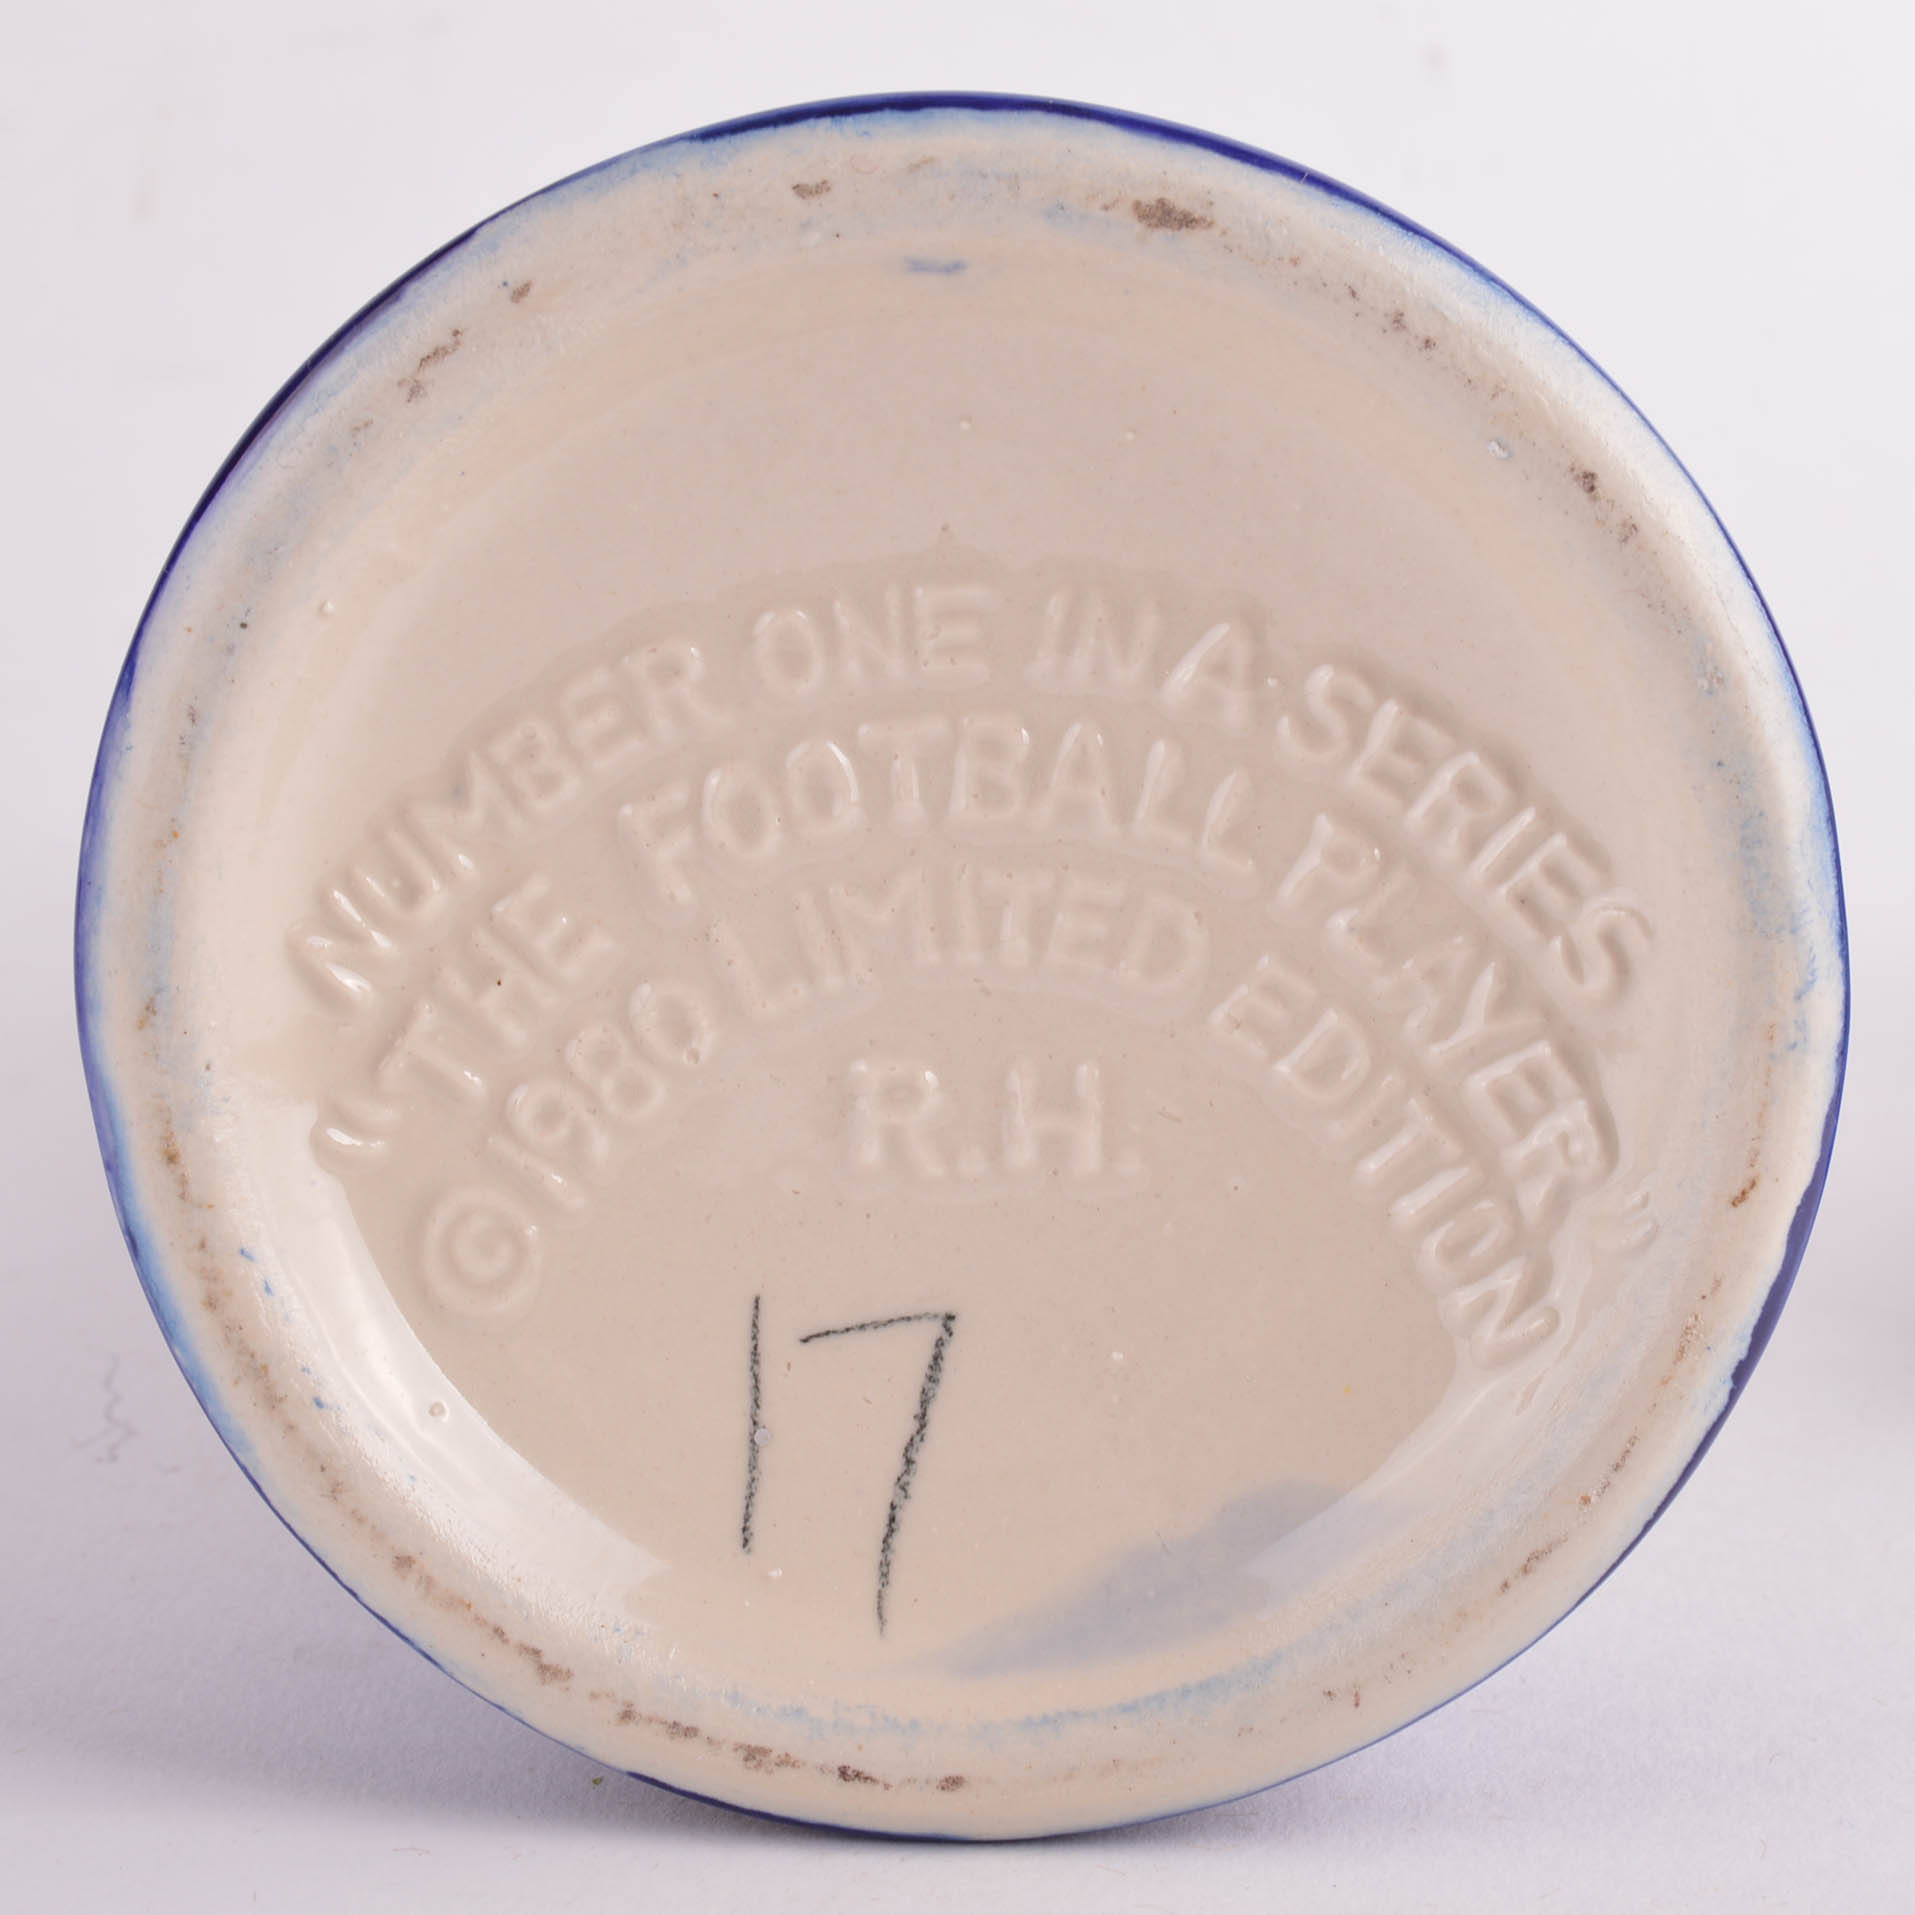 NUMBER ONE IN A SERIES
"THE FOOTBALL PLAYER"
© 1980 LIMITED EDITION
R.H.
17